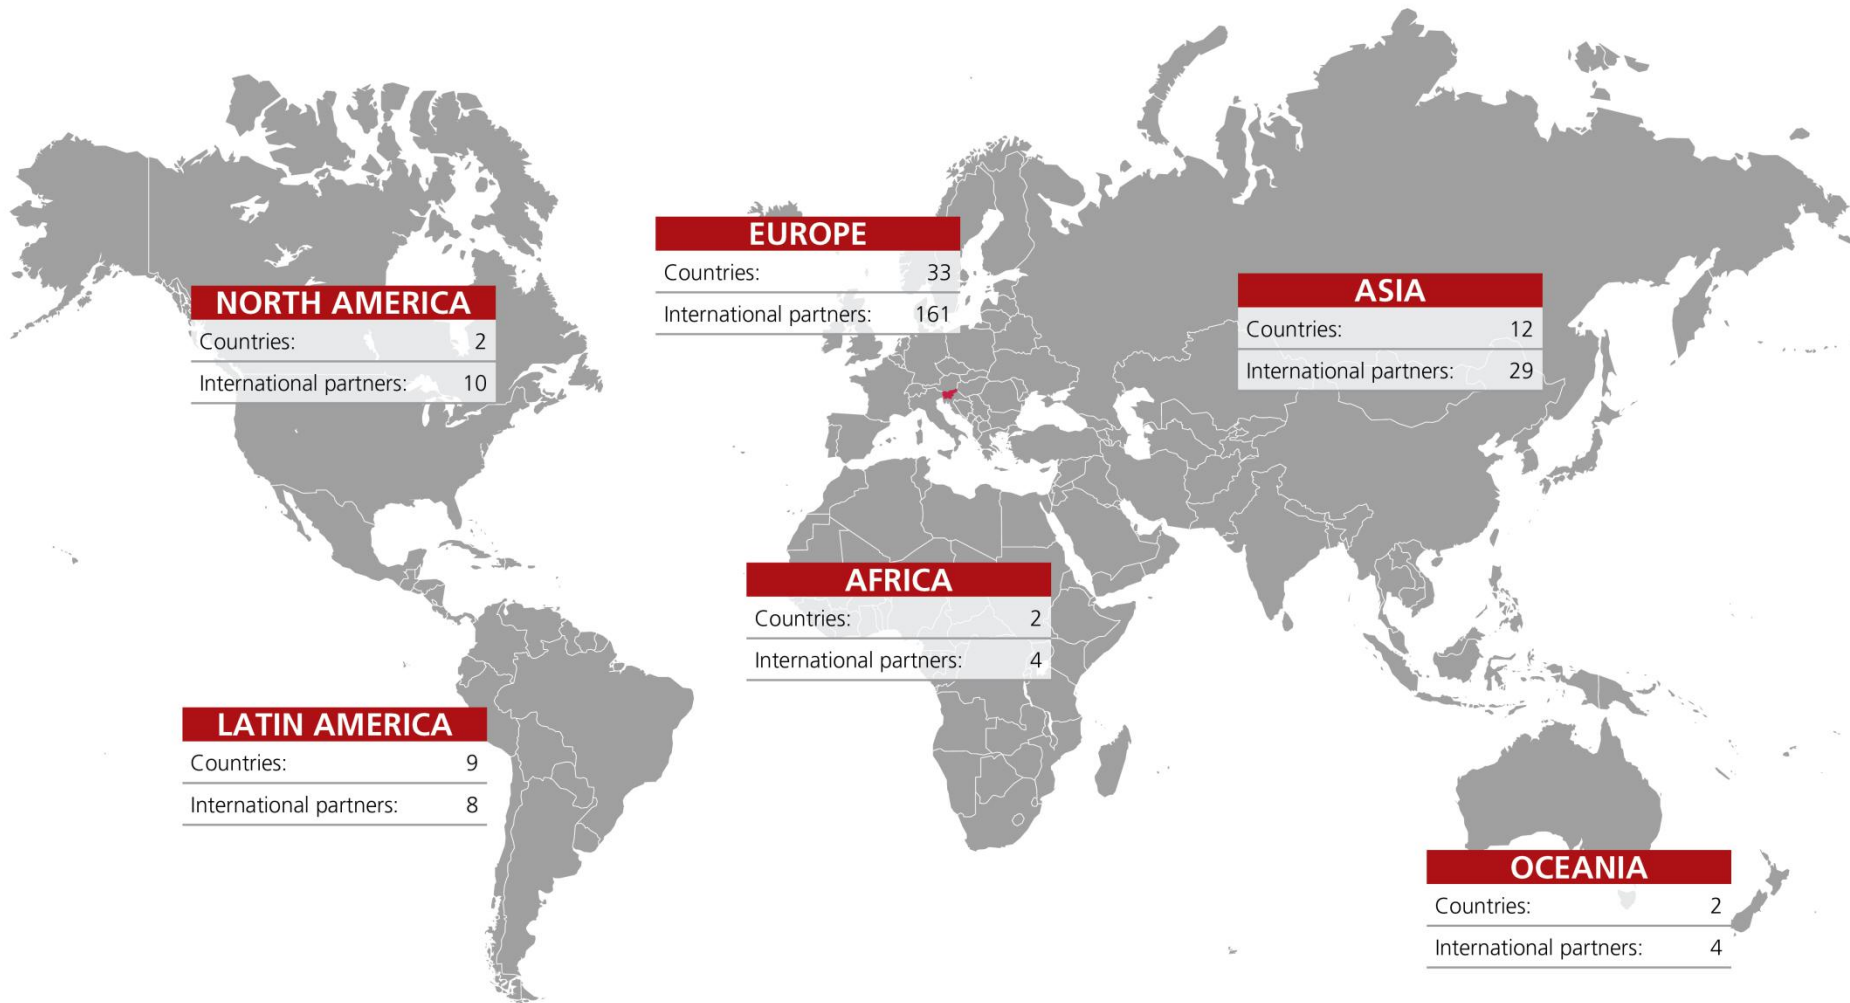 EUROPE
Countries: 33
International partners: 161
ASIA
Countries: 12
International partners: 29
NORTH AMERICA
Countries: 2
International partners: 10
AFRICA
Countries: 2
International partners: 4
LATIN AMERICA
Countries: 9
International partners: 8
OCEANIA
Countries: 2
International partners: 4